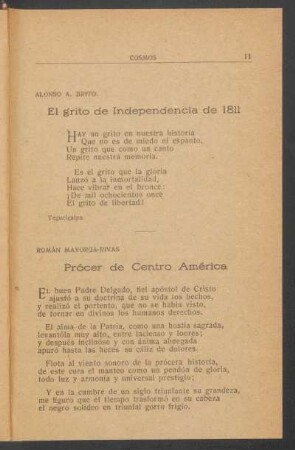 COSMOS 11
ALONSO A. BRITO.
El grito de Independencia de 1811
HAY un grito en nuestra historia
Que no es de miedo ni espanto,
Un grito que como un canto
Repite nuestra memoria.
Es el grito que la gloria
Lanzó a la inmortalidad,
Hace vibrar en el bronce:
¡De mil ochocientos once
El grito de libertad!
Tegucigalpa
ROMÁN MAYORGA-RIVAS
Prócer de Centro América
EL buen Padre Delgado, fiel apóstol de Cristo
ajustó a su doctrina de su vida los hechos,
y realizó el portento, que no se había visto,
de tornar en divinos los humanos derechos.
El alma de la Patria, como una hostia sagrada,
levantóla muy alto, entre incienso y loores;
y después inclinóse y con dalma abnegada
apuró hasta las heces su cáliz de dolores.
Flota al viento sonoro de la prócera historia,
de este cura el manteo como un pendón de gloria,
todo luz y armonía y universal prestigio;
Y en la cumbre de un siglo triunfante su grandeza,
me figuro que el tiempo trasformó en su cabeza
el negro solideo en triunfal gorro frigio.